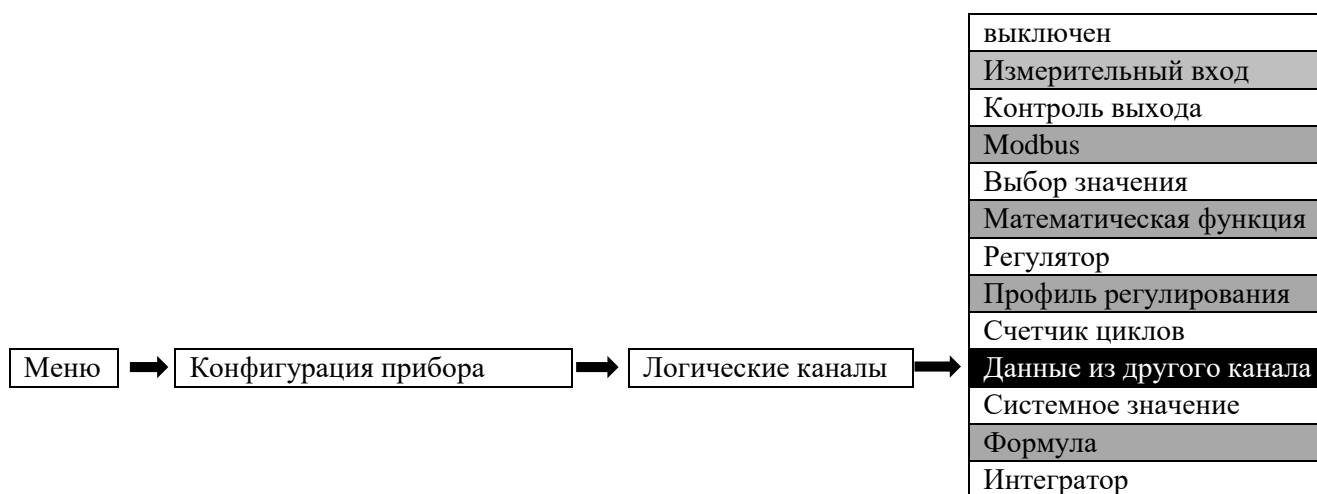 выключен
Измерительный вход
Контроль выхода
Modbus
Выбор значения
Математическая функция
Регулятор
Профиль регулирования
Счетчик циклов
Меню Конфигурация прибора Логические каналы Данные из другого канала
Системное значение
Формула
Интегратор